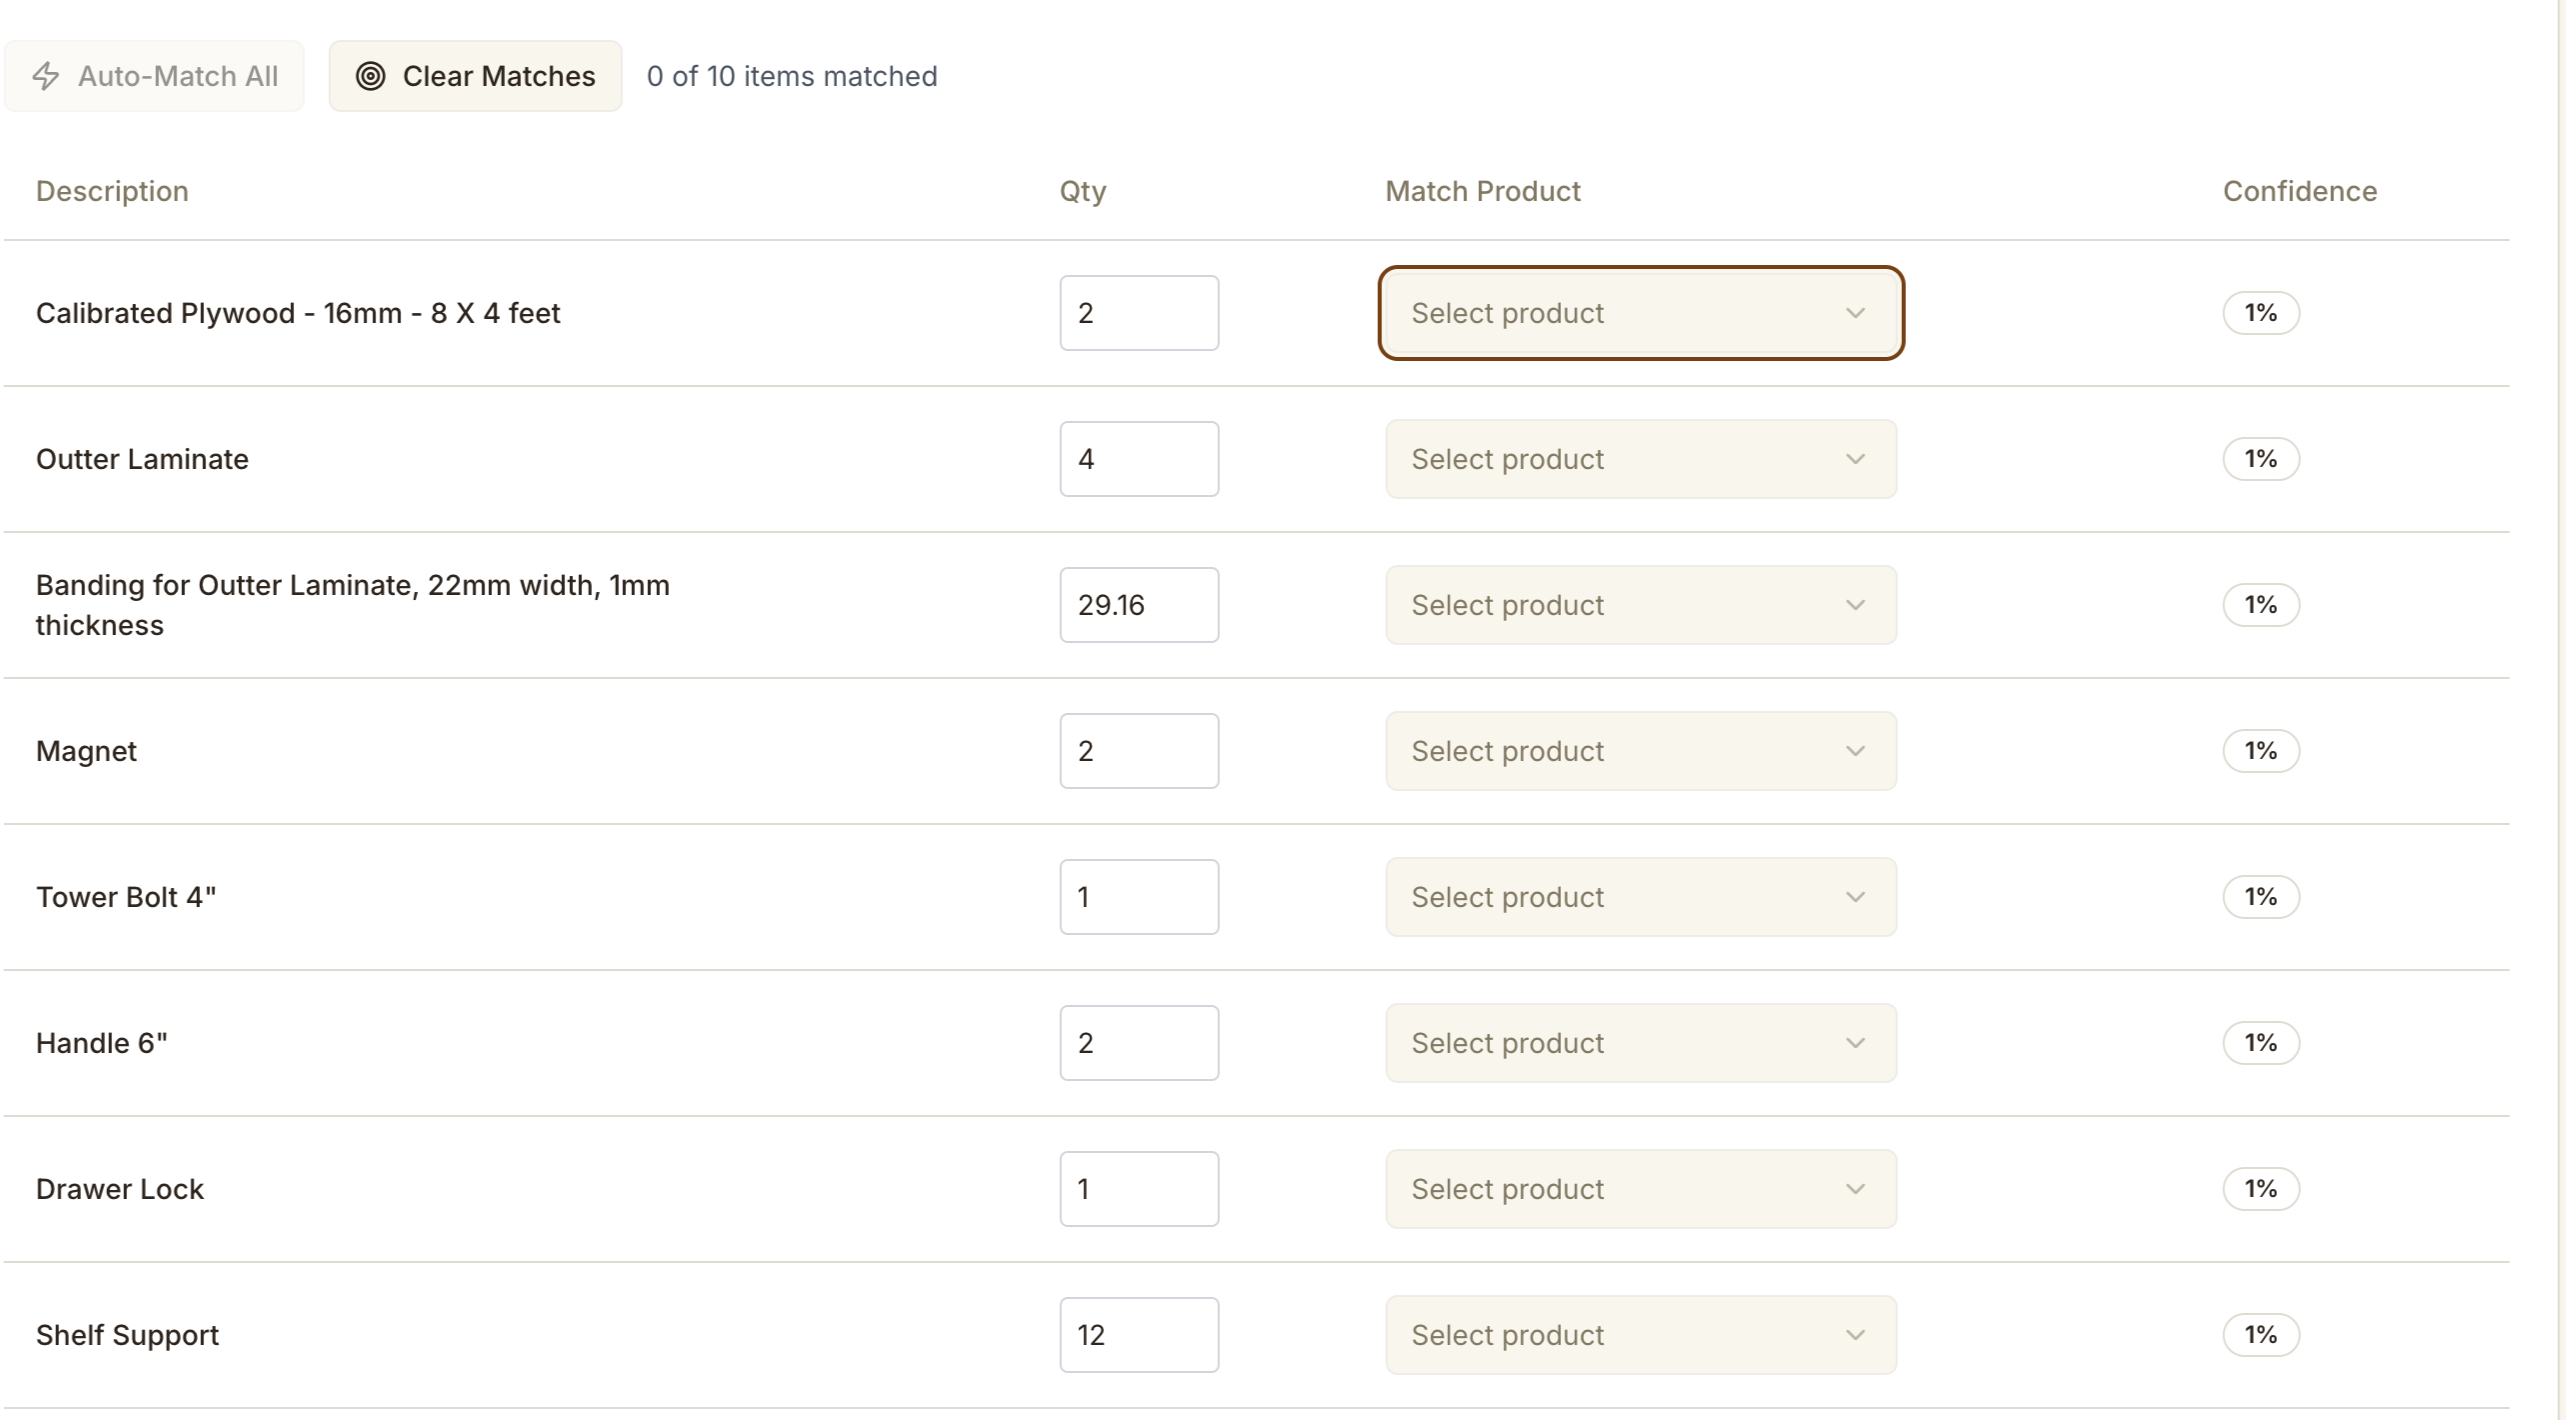 Auto-Match All Clear Matches 0 of 10 items matched
Description Qty Match Product Confidence
Calibrated Plywood - 16mm - 8 X 4 feet 2 Select product 1%
Outter Laminate 4 Select product 1%
Banding for Outter Laminate, 22mm width, 1mm
thickness 29.16 Select product 1%
Magnet 2 Select product 1%
Tower Bolt 4" 1 Select product 1%
Handle 6" 2 Select product 1%
Drawer Lock 1 Select product 1%
Shelf Support 12 Select product 1%